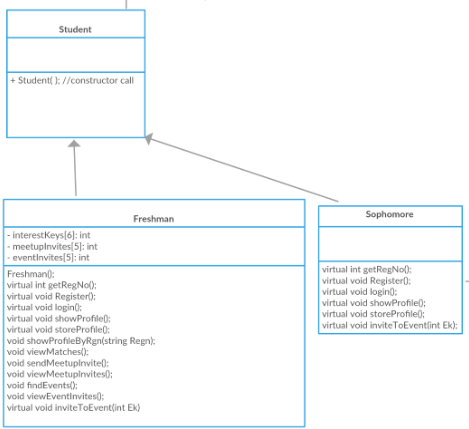 Student
+ Student( ); //constructor call
Freshman
- interestKeys[6]: int
- meetupInvites[5]: int
- eventInvites[5]: int
Freshman();
virtual int getRegNo();
virtual void Register();
virtual void login();
virtual void showProfile();
virtual void storeProfile();
void showProfileByRgn(string Regn);
void viewMatches();
void sendMeetupInvite();
void viewMeetupInvites();
void findEvents();
void viewEventInvites();
virtual void inviteToEvent(int Ek)
Sophomore
virtual int getRegNo();
virtual void Register();
virtual void login();
virtual void showProfile();
virtual void storeProfile();
virtual void inviteToEvent(int Ek);